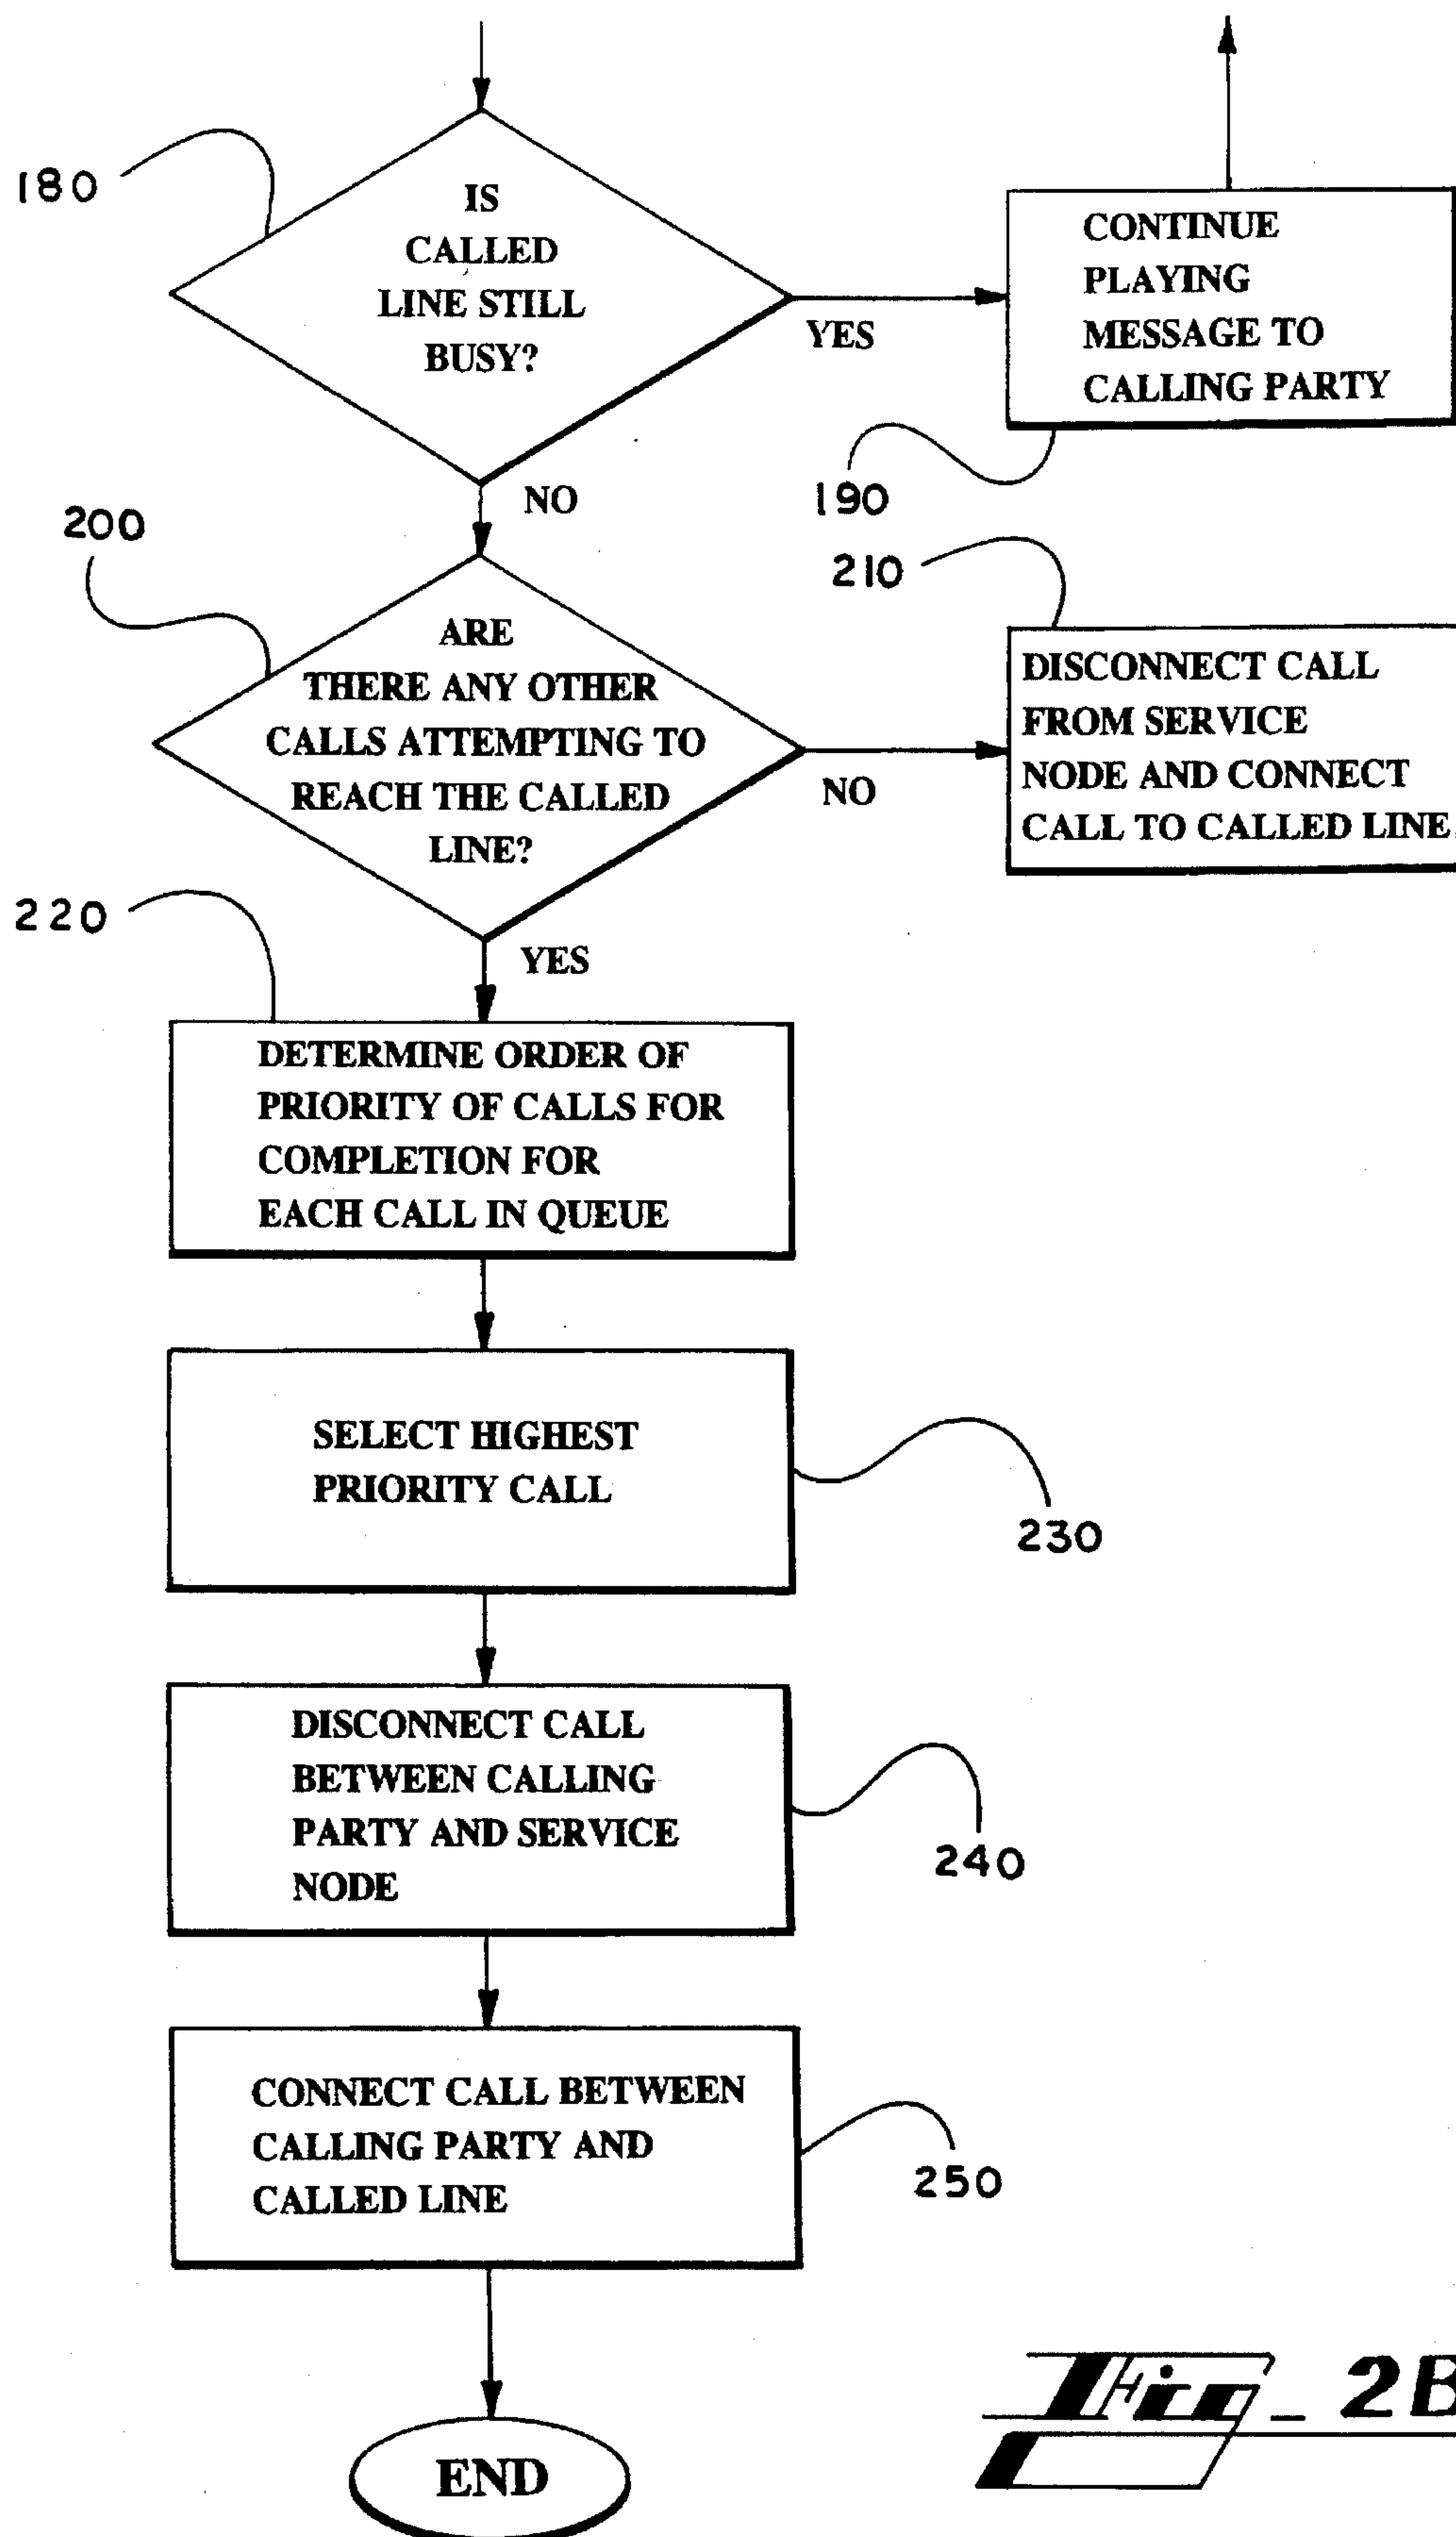 180
IS
CALLED
LINE STILL
BUSY?
YES
CONTINUE
PLAYING
MESSAGE TO
CALLING PARTY
190
NO
200
ARE
THERE ANY OTHER
CALLS ATTEMPTING TO
REACH THE CALLED
LINE?
NO
210
DISCONNECT CALL
FROM SERVICE
NODE AND CONNECT
CALL TO CALLED LINE
YES
220
DETERMINE ORDER OF
PRIORITY OF CALLS FOR
COMPLETION FOR
EACH CALL IN QUEUE
SELECT HIGHEST
PRIORITY CALL
230
DISCONNECT CALL
BETWEEN CALLING
PARTY AND SERVICE
NODE
240
CONNECT CALL BETWEEN
CALLING PARTY AND
CALLED LINE
250
END
Fig_2B